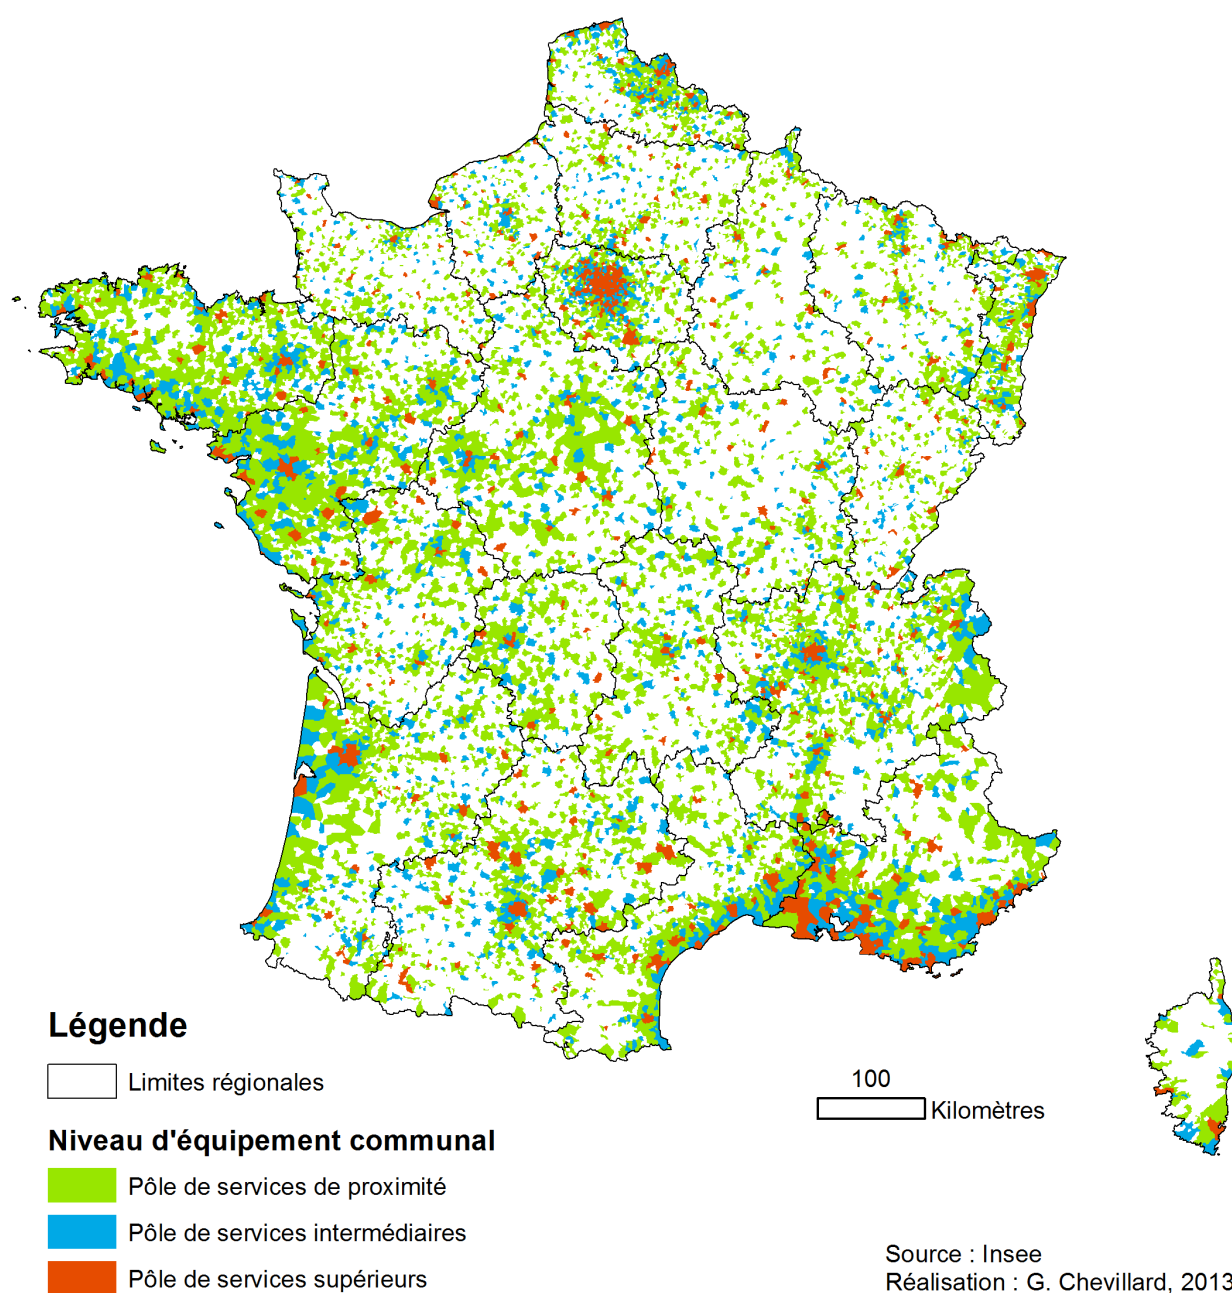 Légende
Limites régionales
Niveau d'équipement communal
Pôle de services de proximité
Pôle de services intermédiaires
Pôle de services supérieurs
100
Kilomètres
Source : Insee
Réalisation : G. Chevillard, 2013